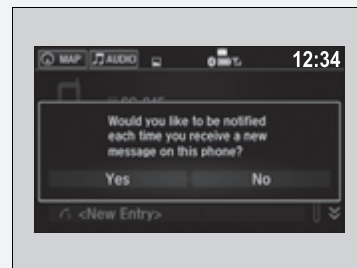 MAP AUDIO 12:34
Would you like to be notified
each time you receive a new
message on this phone?
Yes No
<New Entry>